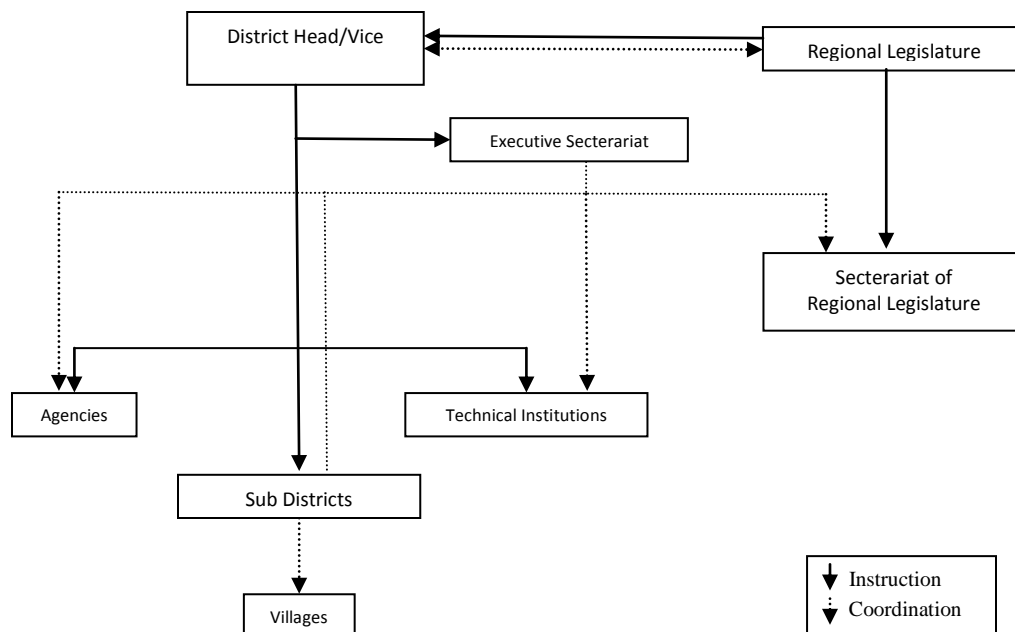 District Head/Vice
Regional Legislature
Executive Secterariat
Secterariat of
Regional Legislature
Agencies
Technical Institutions
Sub Districts
Villages
Instruction
Coordination